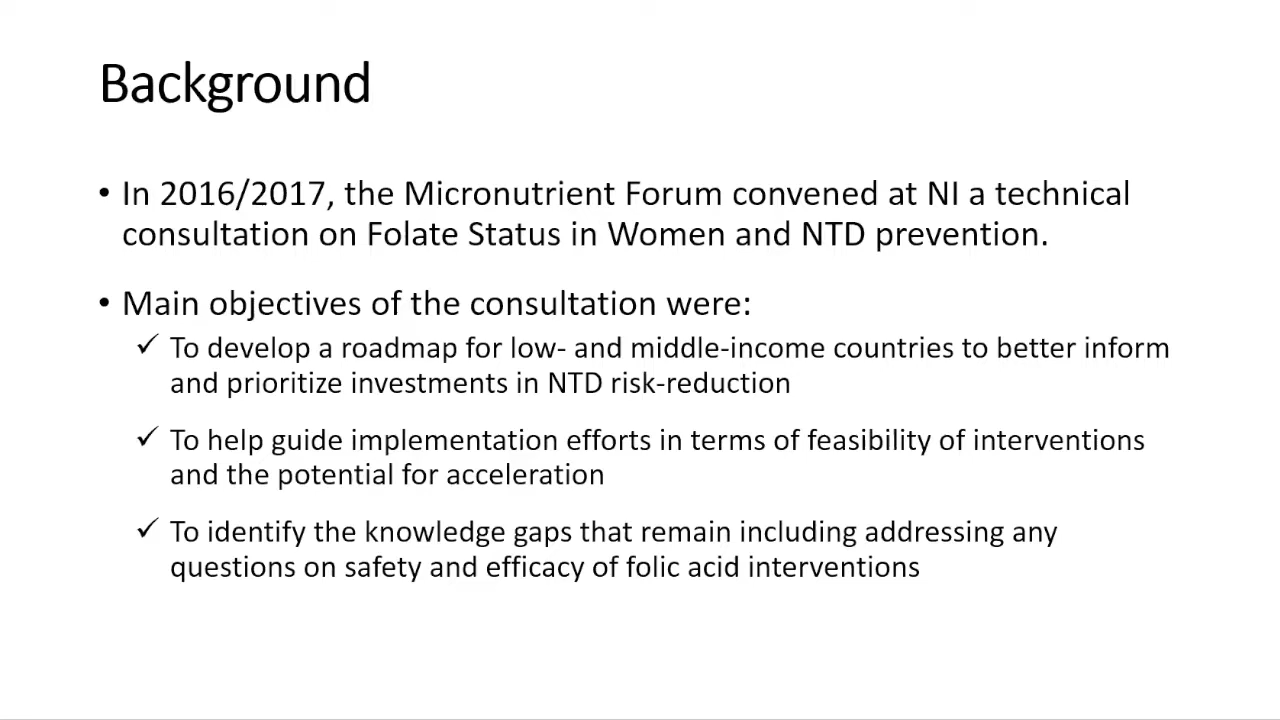 Background
• In 2016/2017, the Micronutrient Forum convened at NI a technical
consultation on Folate Status in Women and NTD prevention.
• Main objectives of the consultation were:
✓ To develop a roadmap for low- and middle-income countries to better inform
and prioritize investments in NTD risk-reduction
✓ To help guide implementation efforts in terms of feasibility of interventions
and the potential for acceleration
✓ To identify the knowledge gaps that remain including addressing any
questions on safety and efficacy of folic acid interventions